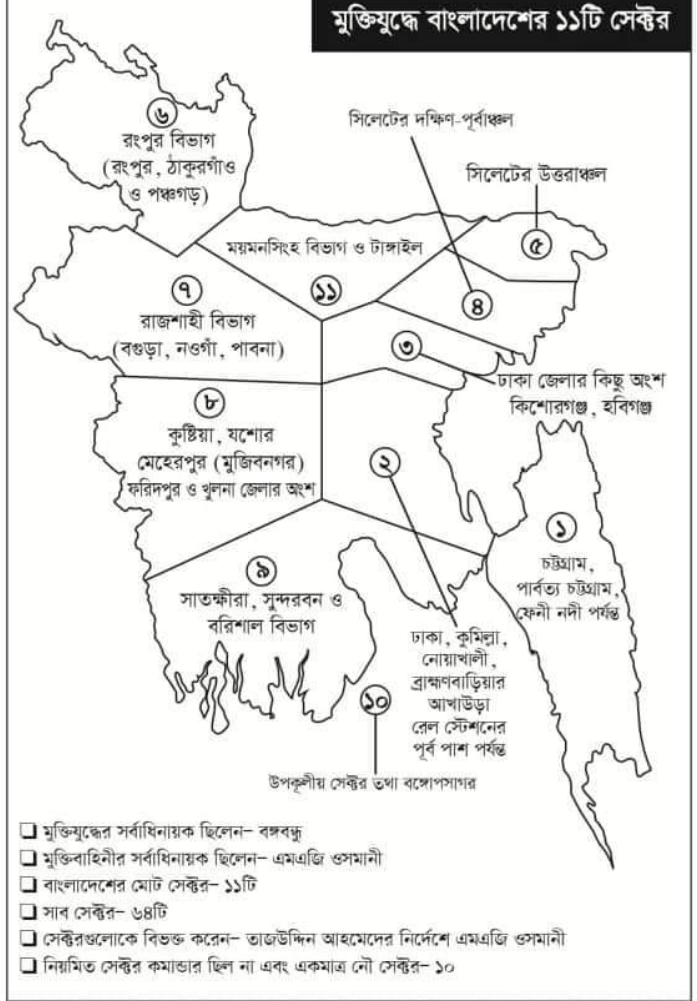 মুক্তিযুদ্ধে বাংলাদেশের ১১টি সেক্টর
৬
রংপুর বিভাগ
(রংপুর, ঠাকুরগাঁও
ও পঞ্চগড়)
সিলেটের দক্ষিণ-পূর্বাঞ্চল
সিলেটের উত্তরাঞ্চল
৫
ময়মনসিংহ বিভাগ ও টাঙ্গাইল
১১
৪
৭
রাজশাহী বিভাগ
(বগুড়া, নওগাঁ, পাবনা)
৩
ঢাকা জেলার কিছু অংশ
কিশোরগঞ্জ, হবিগঞ্জ
৮
কুষ্টিয়া, যশোর
মেহেরপুর (মুজিবনগর)
ফরিদপুর ও খুলনা জেলার অংশ
২
১
চট্টগ্রাম,
পার্বত্য চট্টগ্রাম,
ফেনী নদী পর্যন্ত
৯
সাতক্ষীরা, সুন্দরবন ও
বরিশাল বিভাগ
ঢাকা, কুমিল্লা,
নোয়াখালী,
ব্রাহ্মণবাড়িয়ার
আখাউড়া
রেল স্টেশনের
পূর্ব পাশ পর্যন্ত
১০
উপকূলীয় সেক্টর তথা বঙ্গোপসাগর
❏ মুক্তিযুদ্ধের সর্বাধিনায়ক ছিলেন– বঙ্গবন্ধু
❏ মুক্তিবাহিনীর সর্বাধিনায়ক ছিলেন– এমএজি ওসমানী
❏ বাংলাদেশের মোট সেক্টর– ১১টি
❏ সাব সেক্টর– ৬৪টি
❏ সেক্টরগুলোকে বিভক্ত করেন– তাজউদ্দিন আহমেদের নির্দেশে এমএজি ওসমানী
❏ নিয়মিত সেক্টর কমান্ডার ছিল না এবং একমাত্র নৌ সেক্টর– ১০